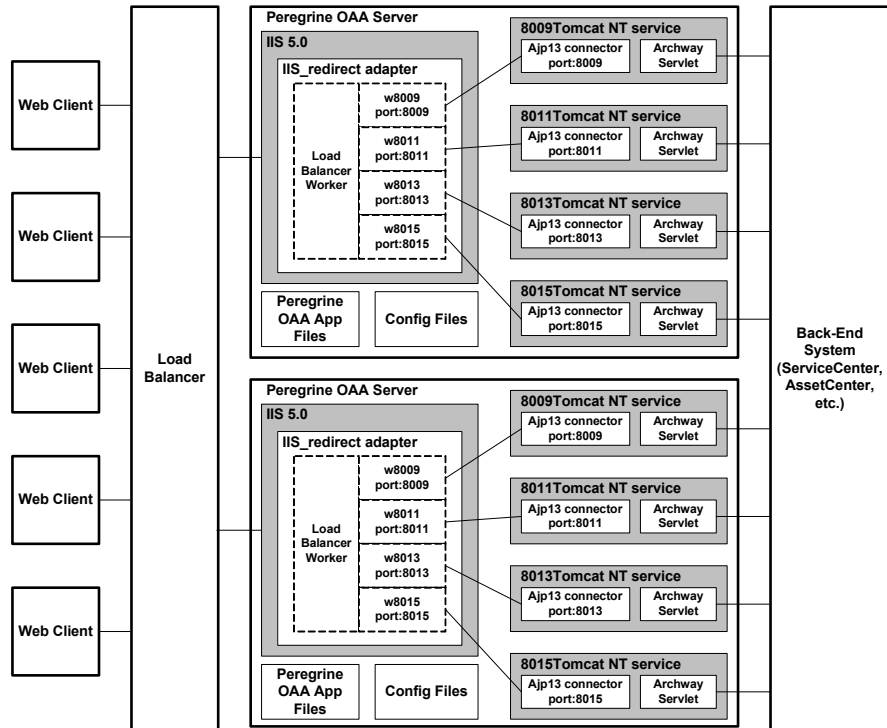 Web Client
Web Client
Web Client
Web Client
Web Client
Load
Balancer
Peregrine OAA Server
IIS 5.0
IIS_redirect adapter
Load
Balancer
Worker
w8009
port:8009
w8011
port:8011
w8013
port:8013
w8015
port:8015
Peregrine
OAA App
Files
Config Files
8009Tomcat NT service
Ajp13 connector
port:8009
Archway
Servlet
8011Tomcat NT service
Ajp13 connector
port:8011
Archway
Servlet
8013Tomcat NT service
Ajp13 connector
port:8013
Archway
Servlet
8015Tomcat NT service
Ajp13 connector
port:8015
Archway
Servlet
Peregrine OAA Server
IIS 5.0
IIS_redirect adapter
Load
Balancer
Worker
w8009
port:8009
w8011
port:8011
w8013
port:8013
w8015
port:8015
Peregrine
OAA App
Files
Config Files
8009Tomcat NT service
Ajp13 connector
port:8009
Archway
Servlet
8011Tomcat NT service
Ajp13 connector
port:8011
Archway
Servlet
8013Tomcat NT service
Ajp13 connector
port:8013
Archway
Servlet
8015Tomcat NT service
Ajp13 connector
port:8015
Archway
Servlet
Back-End
System
(ServiceCenter,
AssetCenter,
etc.)